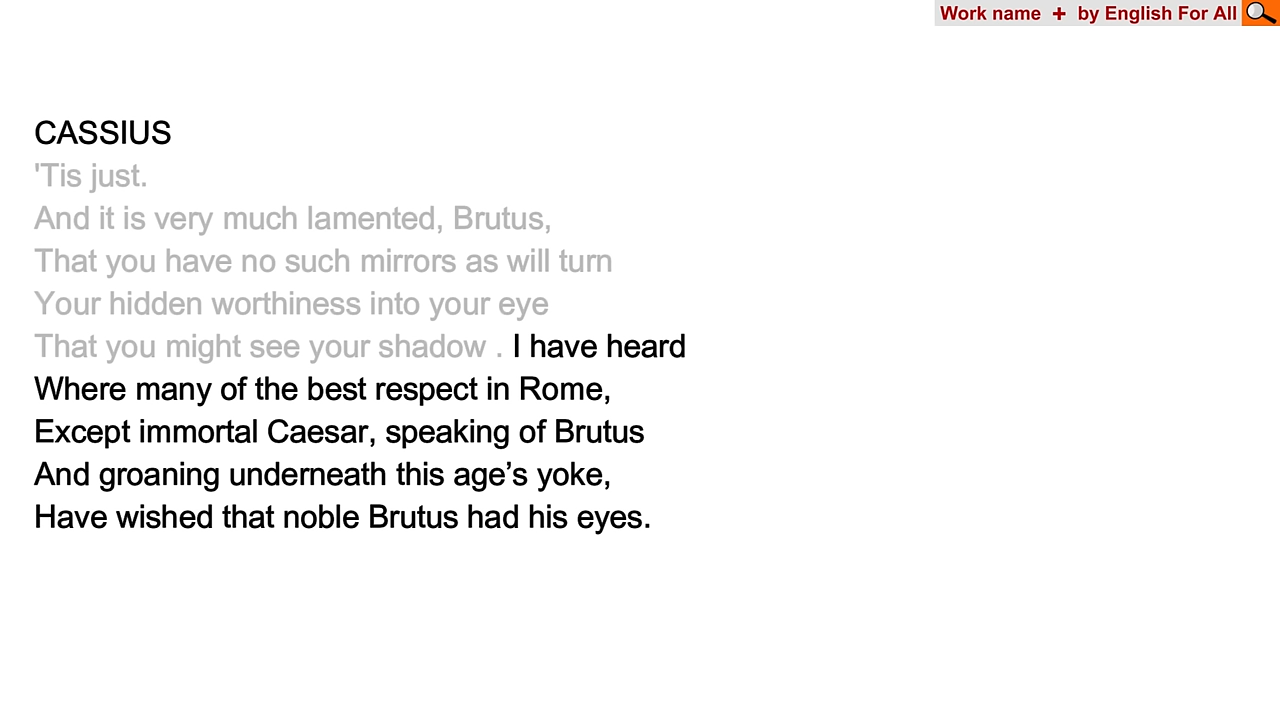 Work name + by English For All
CASSIUS
'Tis just.
And it is very much lamented, Brutus,
That you have no such mirrors as will turn
Your hidden worthiness into your eye
That you might see your shadow . I have heard
Where many of the best respect in Rome,
Except immortal Caesar, speaking of Brutus
And groaning underneath this age’s yoke,
Have wished that noble Brutus had his eyes.